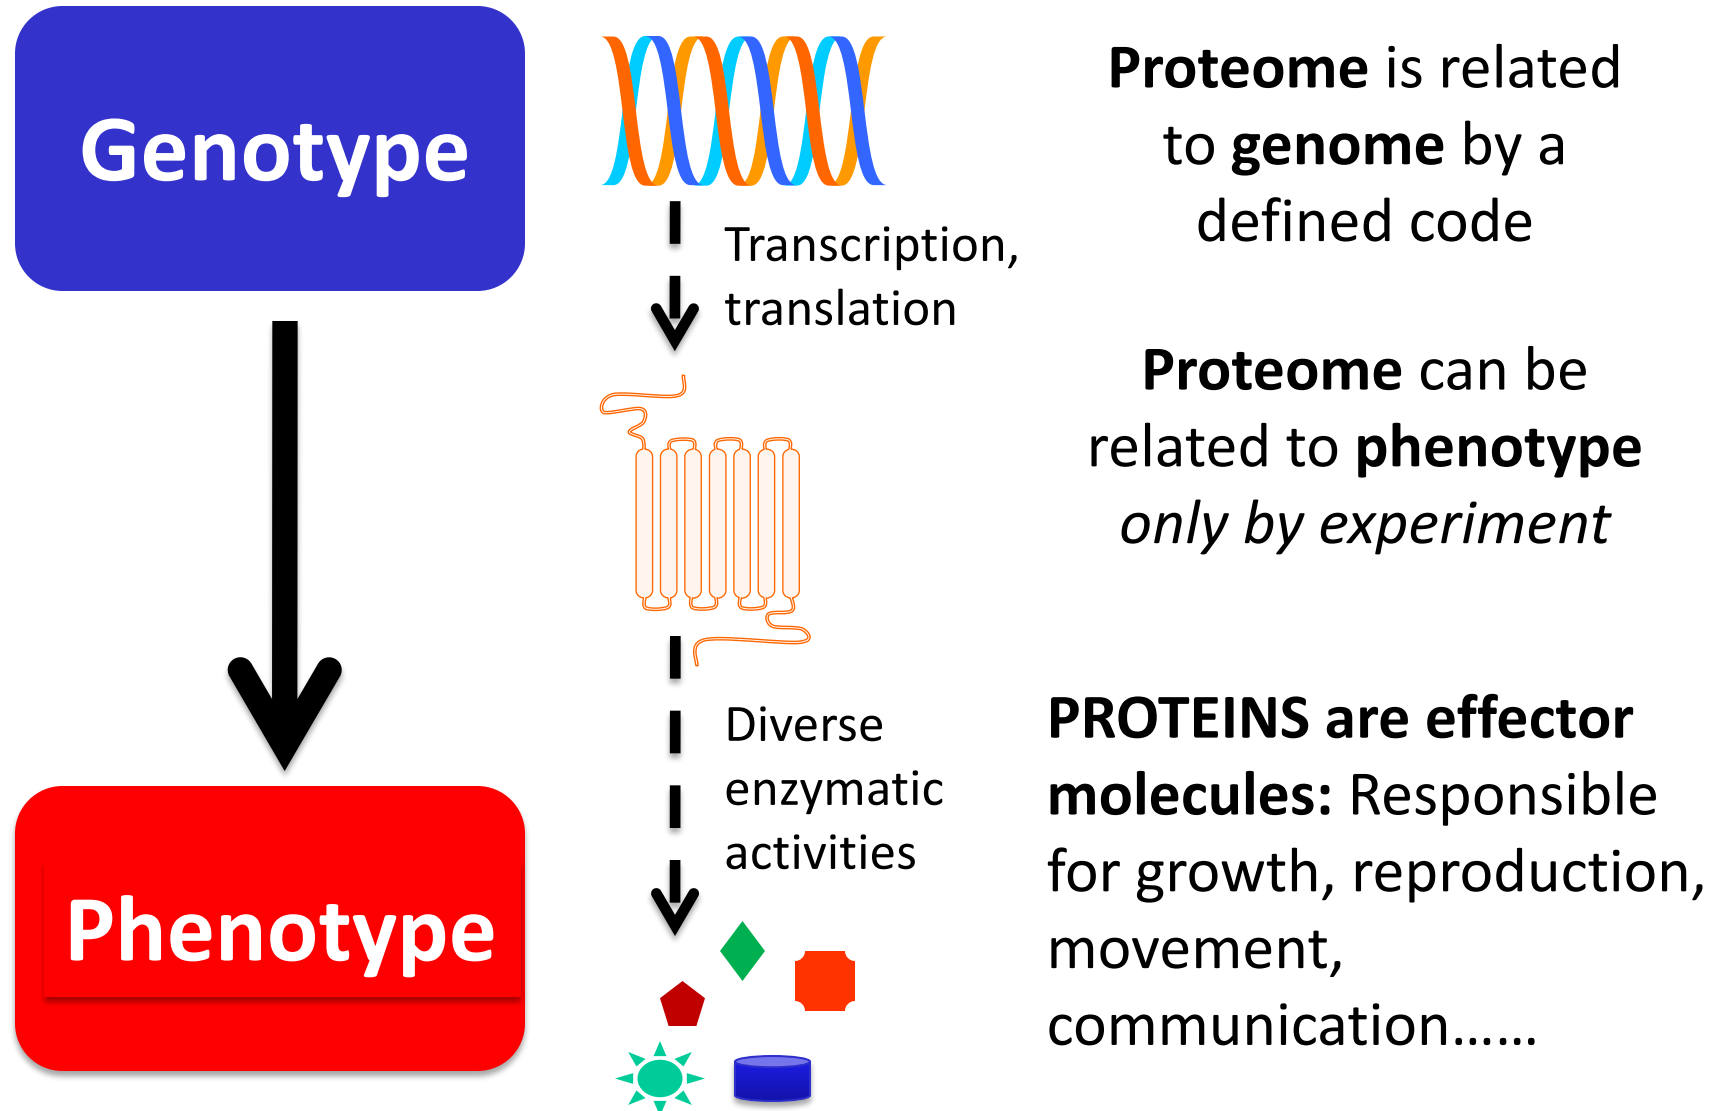 Genotype
Transcription,
translation
Diverse
enzymatic
activities
Phenotype
Proteome is related
to genome by a
defined code
Proteome can be
related to phenotype
only by experiment
PROTEINS are effector
molecules: Responsible
for growth, reproduction,
movement,
communication......